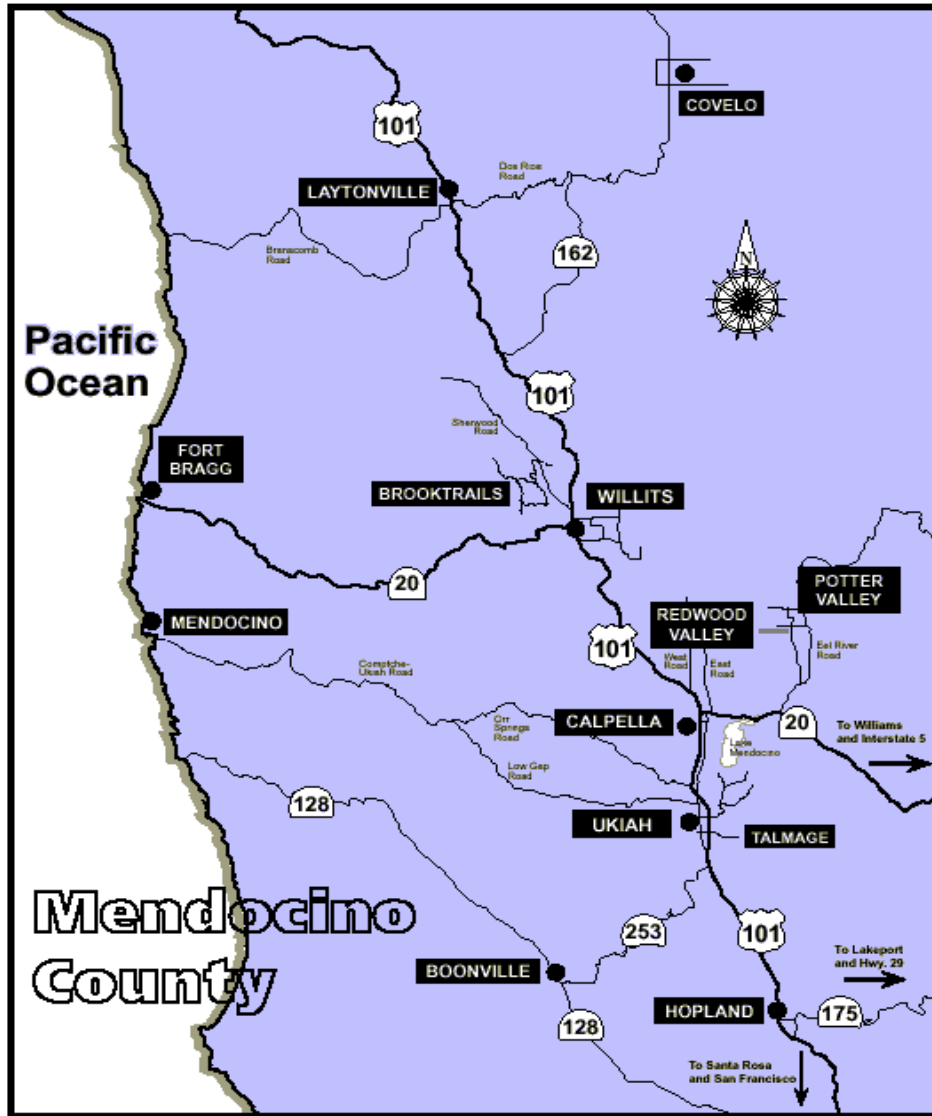 COVELO
101
Dos Rios
Road
LAYTONVILLE
162
Branscomb
Road
N
Pacific
Ocean
101
Sherwood
Road
FORT
BRAGG
BROOKTRAILS
WILLITS
20
POTTER
VALLEY
REDWOOD
VALLEY
MENDOCINO
101
Eel River
Road
West
Road
East
Road
Comptche-
Ukiah Road
CALPELLA
Orr
Springs
Road
20
To Williams
and Interstate 5
Lake
Mendocino
Low Gap
Road
128
UKIAH
TALMAGE
Mendocino
County
253
101
To Lakeport
and Hwy. 29
BOONVILLE
HOPLAND
175
128
To Santa Rosa
and San Francisco